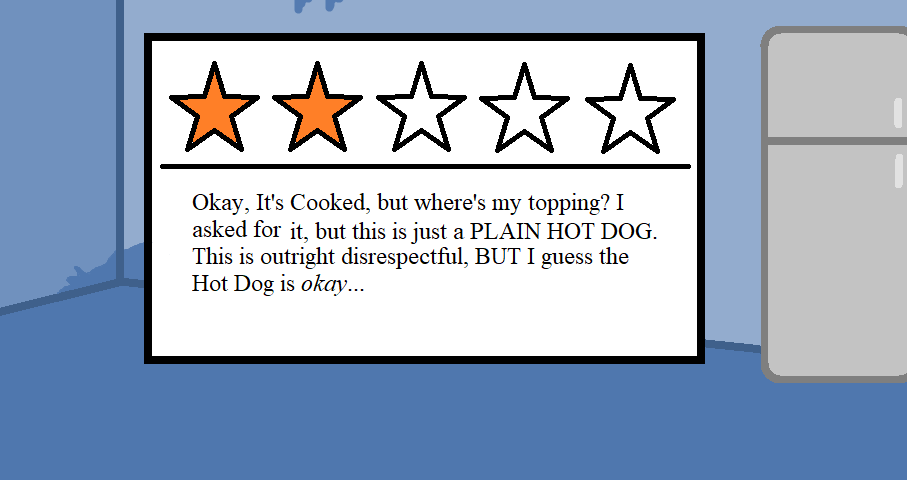 Okay, It's Cooked, but where's my topping? I
asked for it, but this is just a PLAIN HOT DOG.
This is outright disrespectful, BUT I guess the
Hot Dog is okay...